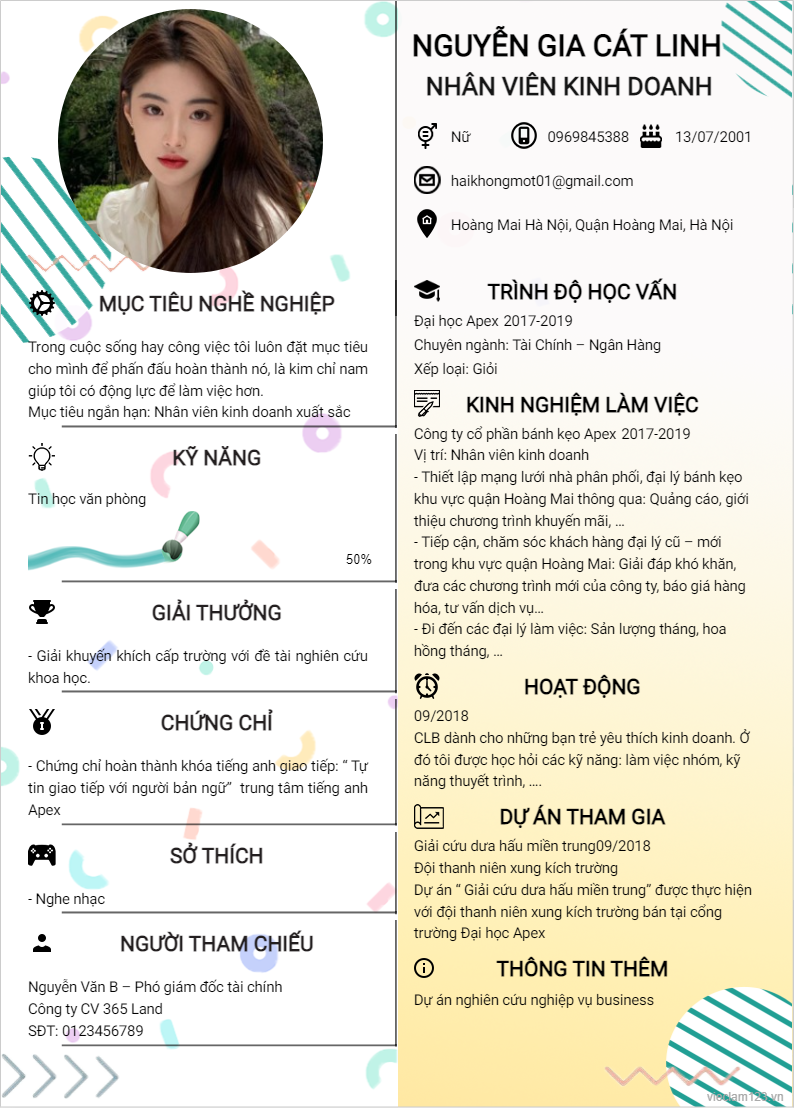 NGUYỄN GIA CÁT LINH
NHÂN VIÊN KINH DOANH
Nữ
0969845388
13/07/2001
haikhongmot01@gmail.com
Hoàng Mai Hà Nội, Quận Hoàng Mai, Hà Nội
MỤC TIÊU NGHỀ NGHIỆP
Trong cuộc sống hay công việc tôi luôn đặt mục tiêu
cho mình để phấn đấu hoàn thành nó, là kim chỉ nam
giúp tôi có động lực để làm việc hơn.
Mục tiêu ngắn hạn: Nhân viên kinh doanh xuất sắc
KỸ NĂNG
Tin học văn phòng
50%
GIẢI THƯỞNG
- Giải khuyến khích cấp trường với đề tài nghiên cứu
khoa học.
CHỨNG CHỈ
- Chứng chỉ hoàn thành khóa tiếng anh giao tiếp: “ Tự
tin giao tiếp với người bản ngữ” trung tâm tiếng anh
Apex
SỞ THÍCH
- Nghe nhạc
NGƯỜI THAM CHIẾU
Nguyễn Văn B – Phó giám đốc tài chính
Công ty CV 365 Land
SĐT: 0123456789
TRÌNH ĐỘ HỌC VẤN
Đại học Apex 2017-2019
Chuyên ngành: Tài Chính – Ngân Hàng
Xếp loại: Giỏi
KINH NGHIỆM LÀM VIỆC
Công ty cổ phần bánh kẹo Apex 2017-2019
Vị trí: Nhân viên kinh doanh
- Thiết lập mạng lưới nhà phân phối, đại lý bánh kẹo
khu vực quận Hoàng Mai thông qua: Quảng cáo, giới
thiệu chương trình khuyến mãi, ...
- Tiếp cận, chăm sóc khách hàng đại lý cũ – mới
trong khu vực quận Hoàng Mai: Giải đáp khó khăn,
đưa các chương trình mới của công ty, báo giá hàng
hóa, tư vấn dịch vụ...
- Đi đến các đại lý làm việc: Sản lượng tháng, hoa
hồng tháng, ...
HOẠT ĐỘNG
09/2018
CLB dành cho những bạn trẻ yêu thích kinh doanh. Ở
đó tôi được học hỏi các kỹ năng: làm việc nhóm, kỹ
năng thuyết trình, ....
DỰ ÁN THAM GIA
Giải cứu dưa hấu miền trung09/2018
Đội thanh niên xung kích trường
Dự án “ Giải cứu dưa hấu miền trung” được thực hiện
với đội thanh niên xung kích trường bán tại cổng
trường Đại học Apex
THÔNG TIN THÊM
Dự án nghiên cứu nghiệp vụ business
vieclam123.vn